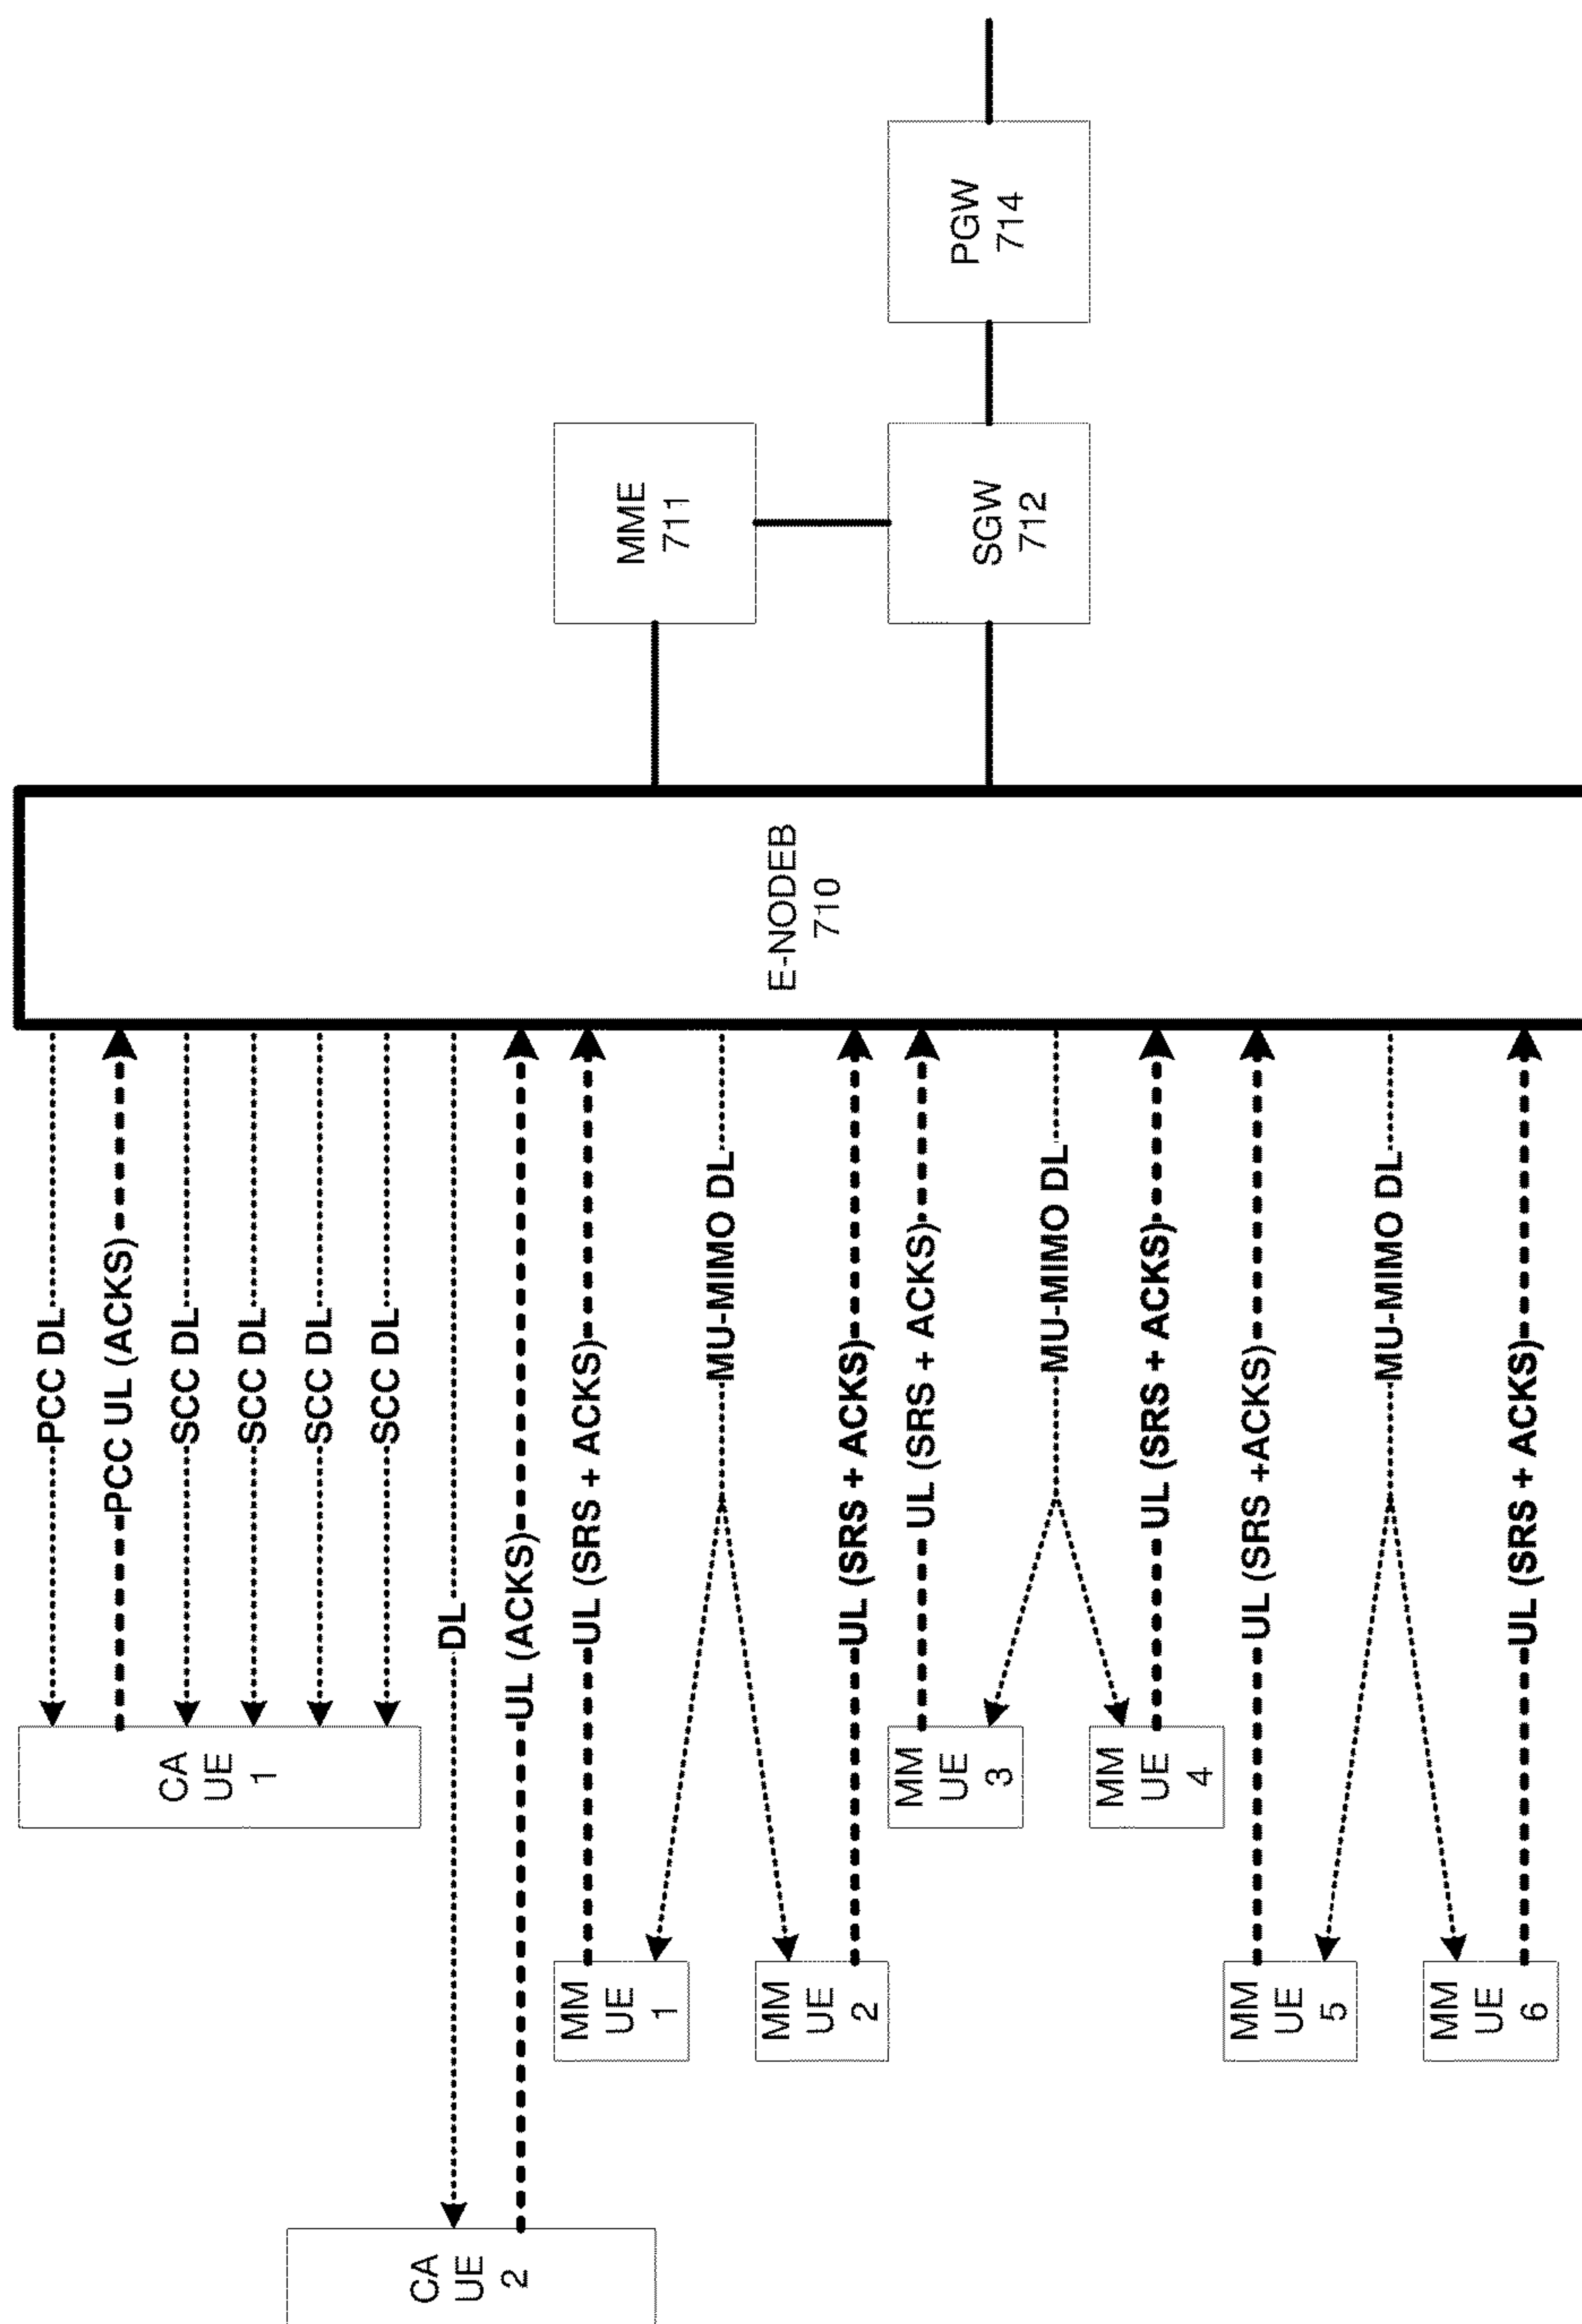 PCC DL
PCC UL (ACKS)
SCC DL
SCC DL
SCC DL
SCC DL
CA
UE
1
DL
UL (ACKS)
CA
UE
2
UL (SRS + ACKS)
MU-MIMO DL
UL (SRS + ACKS)
MM
UE
1
MM
UE
2
UL (SRS + ACKS)
MU-MIMO DL
UL (SRS + ACKS)
MM
UE
3
MM
UE
4
UL (SRS +ACKS)
MU-MIMO DL
UL (SRS + ACKS)
MM
UE
5
MM
UE
6
E-NODEB
710
MME
711
SGW
712
PGW
714